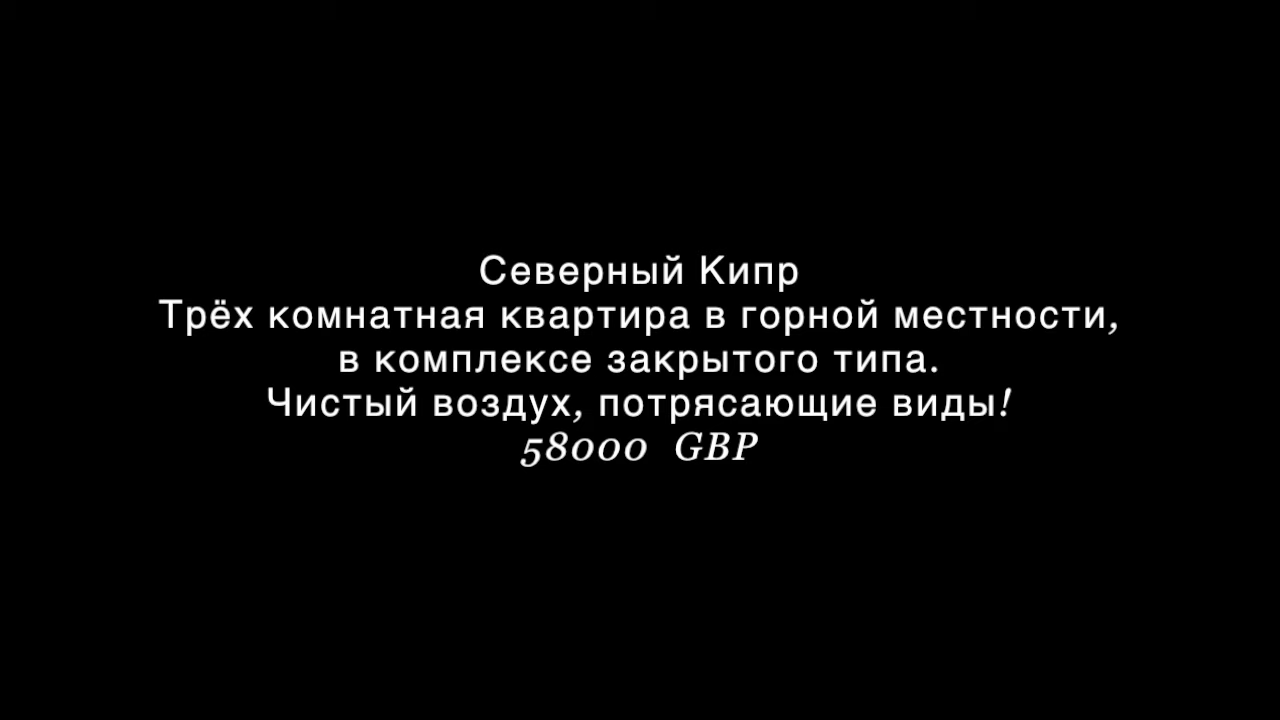 Северный Кипр
Трёх комнатная квартира в горной местности,
в комплексе закрытого типа.
Чистый воздух, потрясающие виды!
58000 GBP